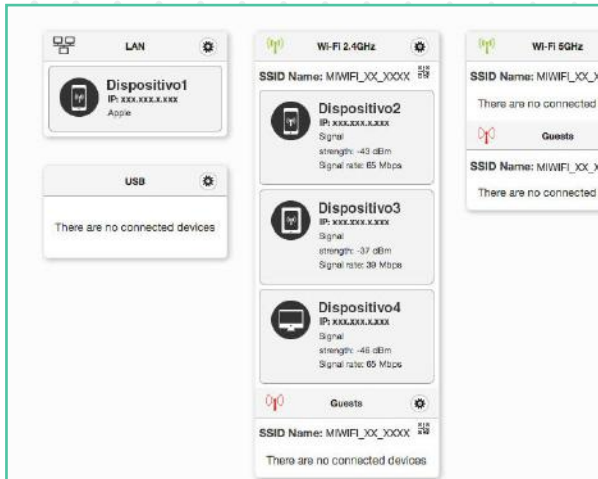 LAN
Dispositivo1
IP: xxx.xxx.x.xxx
Apple
USB
There are no connected devices
Wi-Fi 2.4GHz
SSID Name: MIWIFI_XX_XXXX
Dispositivo2
IP: xxx.xxx.x.xxx
Signal
strength: -43 dBm
Signal rate: 65 Mbps
Dispositivo3
IP: xxx.xxx.x.xxx
Signal
strength: -37 dBm
Signal rate: 39 Mbps
Dispositivo4
IP: xxx.xxx.x.xxx
Signal
strength: -46 dBm
Signal rate: 65 Mbps
Guests
SSID Name: MIWIFI_XX_XXXX
There are no connected devices
Wi-Fi 5GHz
SSID Name: MIWIFI_XX_X
There are no connected
Guests
SSID Name: MIWIFI_XX_X
There are no connected